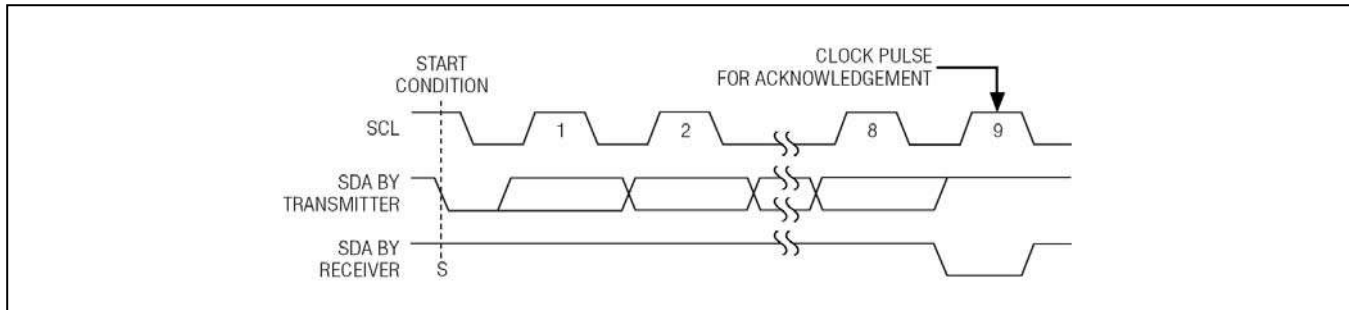 START
CONDITION
CLOCK PULSE
FOR ACKNOWLEDGEMENT
SCL
1
2
8
9
SDA BY
TRANSMITTER
SDA BY
RECEIVER
S